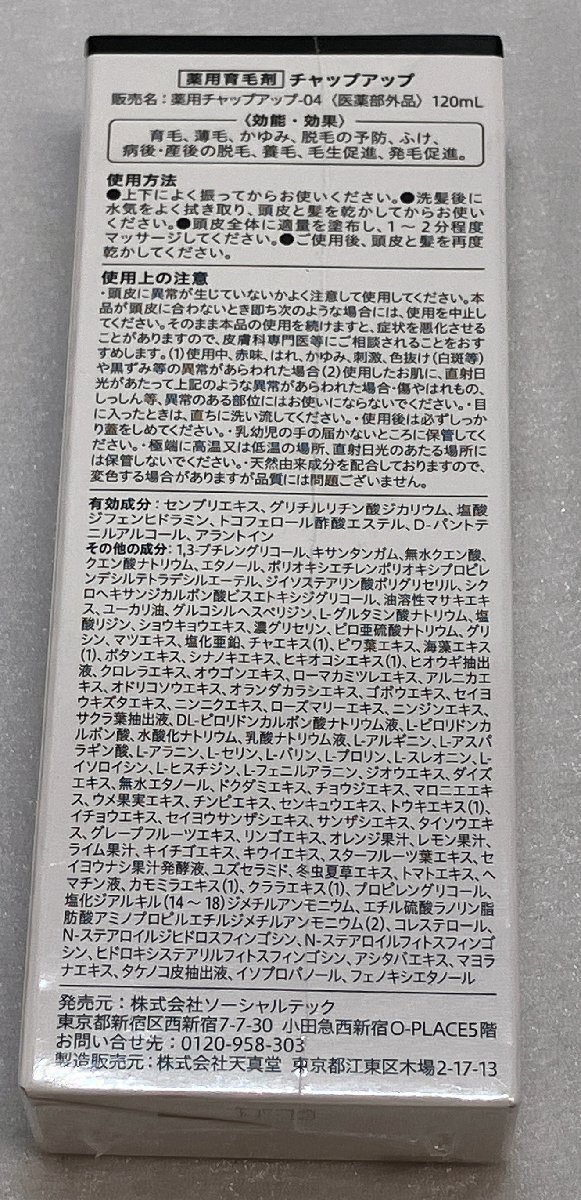 薬用育毛剤 チャップアップ
販売名：薬用チャップアップ-04〈医薬部外品〉120mL
〈効能・効果〉
育毛、薄毛、かゆみ、脱毛の予防、ふけ、
病後・産後の脱毛、養毛、毛生促進、発毛促進。
使用方法
●上下によく振ってからお使いください。●洗髪後に
水気をよく拭き取り、頭皮と髪を乾かしてからお使い
ください。●頭皮全体に適量を塗布し、1～2分程度
マッサージしてください。●ご使用後、頭皮と髪を再度
乾かしてください。
使用上の注意
・頭皮に異常が生じていないかよく注意して使用してください。本
品が頭皮に合わないとき即ち次のような場合には、使用を中止し
てください。そのまま本品の使用を続けますと、症状を悪化させる
ことがありますので、皮膚科専門医等にご相談されることをおす
すめします。(1)使用中、赤味、はれ、かゆみ、刺激、色抜け(白斑等)
や黒ずみ等の異常があらわれた場合(2)使用したお肌に、直射日
光があたって上記のような異常があらわれた場合・傷やはれもの、
しっしん等、異常のある部位にはお使いにならないでください。・目
に入ったときは、直ちに洗い流してください。・使用後は必ずしっか
り蓋をしめてください。・乳幼児の手の届かないところに保管してく
ださい。・極端に高温又は低温の場所、直射日光のあたる場所に
は保管しないでください。・天然由来成分を配合しておりますので、
変色する場合がありますが品質には問題ございません。
有効成分：センブリエキス、グリチルリチン酸ジカリウム、塩酸
ジフェンヒドラミン、トコフェロール酢酸エステル、D-パントテ
ニルアルコール、アラントイン
その他の成分：1,3-ブチレングリコール、キサンタンガム、無水クエン酸、
クエン酸ナトリウム、エタノール、ポリオキシエチレンポリオキシプロピレ
ンデシルテトラデシルエーテル、ジイソステアリン酸ポリグリセリル、シク
ロヘキサンジカルボン酸ビスエトキシジグリコール、油溶性マサキエキ
ス、ユーカリ油、グルコシルヘスペリジン、L-グルタミン酸ナトリウム、塩
酸リジン、ショウキョウエキス、濃グリセリン、ピロ亜硫酸ナトリウム、グリ
シン、マツエキス、塩化亜鉛、チャエキス(1)、ビワ葉エキス、海藻エキス
(1)、ボタンエキス、シナノキエキス、ヒキオコシエキス(1)、ヒオウギ抽出
液、クロレラエキス、オウゴンエキス、ローマカミツレエキス、アルニカエ
キス、オドリコソウエキス、オランダカラシエキス、ゴボウエキス、セイヨ
ウキズタエキス、ニンニクエキス、ローズマリーエキス、ニンジンエキス、
サクラ葉抽出液、DL-ピロリドンカルボン酸ナトリウム液、L-ピロリドンカ
ルボン酸、水酸化ナトリウム、乳酸ナトリウム液、L-アルギニン、L-アスパ
ラギン酸、L-アラニン、L-セリン、L-バリン、L-プロリン、L-スレオニン、L-
イソロイシン、L-ヒスチジン、L-フェニルアラニン、ジオウエキス、ダイズ
エキス、無水エタノール、ドクダミエキス、チョウジエキス、マロニエエキ
ス、ウメ果実エキス、チンピエキス、センキュウエキス、トウキエキス(1)、
イチョウエキス、セイヨウサンザシエキス、サンザシエキス、タイソウエキ
ス、グレープフルーツエキス、リンゴエキス、オレンジ果汁、レモン果汁、
ライム果汁、キイチゴエキス、キウイエキス、スターフルーツ葉エキス、セ
イヨウナシ果汁発酵液、ユズセラミド、冬虫夏草エキス、トマトエキス、ヘ
マチン液、カモミラエキス(1)、クララエキス(1)、プロピレングリコール、
塩化ジアルキル(14～18)ジメチルアンモニウム、エチル硫酸ラノリン脂
肪酸アミノプロピルエチルジメチルアンモニウム(2)、コレステロール、
N-ステアロイルジヒドロスフィンゴシン、N-ステアロイルフィトスフィンゴ
シン、ヒドロキシステアリルフィトスフィンゴシン、アシタバエキス、マヨラ
ナエキス、タケノコ皮抽出液、イソプロパノール、フェノキシエタノール
発売元：株式会社ソーシャルテック
東京都新宿区西新宿7-7-30 小田急西新宿O-PLACE5階
お問い合せ先：0120-958-303
製造販売元：株式会社天真堂 東京都江東区木場2-17-13